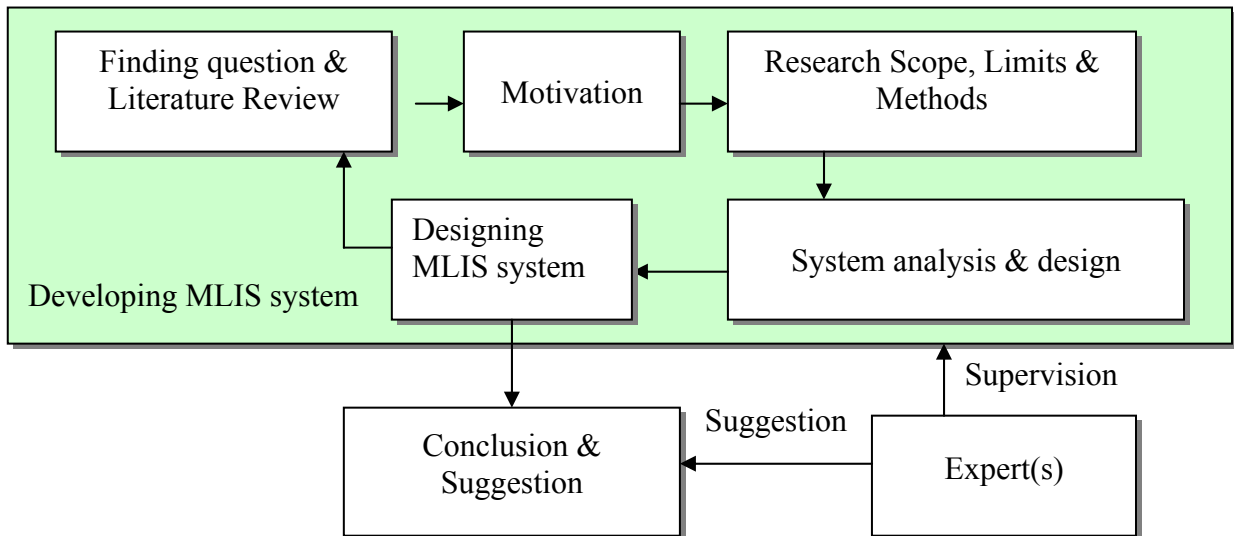 Finding question &
Literature Review
Motivation
Research Scope, Limits &
Methods
Designing
MLIS system
System analysis & design
Developing MLIS system
Supervision
Suggestion
Conclusion &
Suggestion
Expert(s)